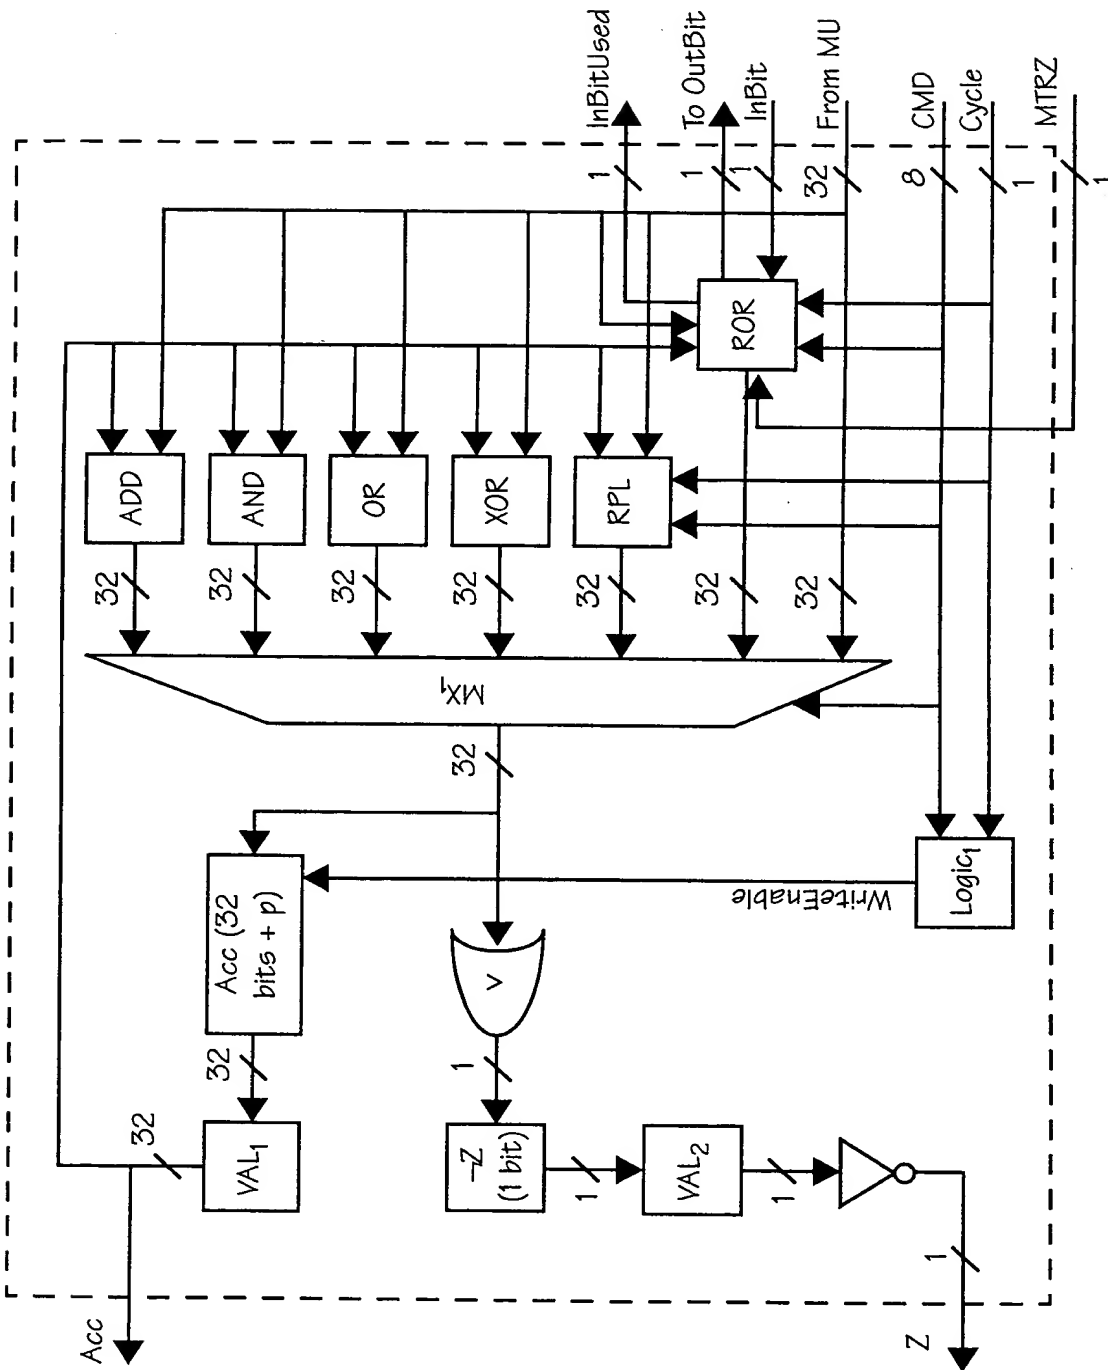 Acc
32
32
ADD
VAL₁
32
Acc (32
bits + p)
32
AND
32
OR
¬Z
(1 bit)
1
V
32
MX₁
32
XOR
1
32
RPL
1
InBitUsed
VAL₂
32
ROR
1
To OutBit
1
1
InBit
WriteEnable
32
32
From MU
Z
1
Logic₁
8
CMD
1
Cycle
MTRZ
1